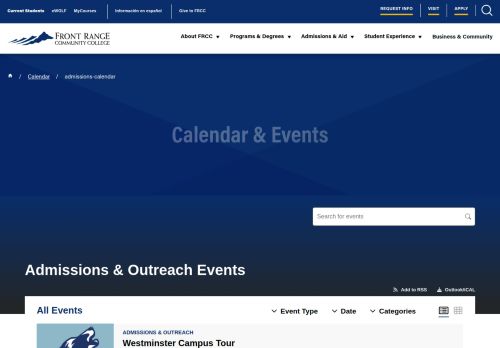 Current Students eWOLF MyCourses Información en español Give to FRCC REQUEST INFO VISIT APPLY
FRONT RANGE
COMMUNITY COLLEGE
About FRCC Programs & Degrees Admissions & Aid Student Experience Business & Community
/ Calendar / admissions-calendar
Calendar & Events
Search for events
Admissions & Outreach Events
Add to RSS Outlook/iCAL
All Events Event Type Date Categories
ADMISSIONS & OUTREACH
Westminster Campus Tour